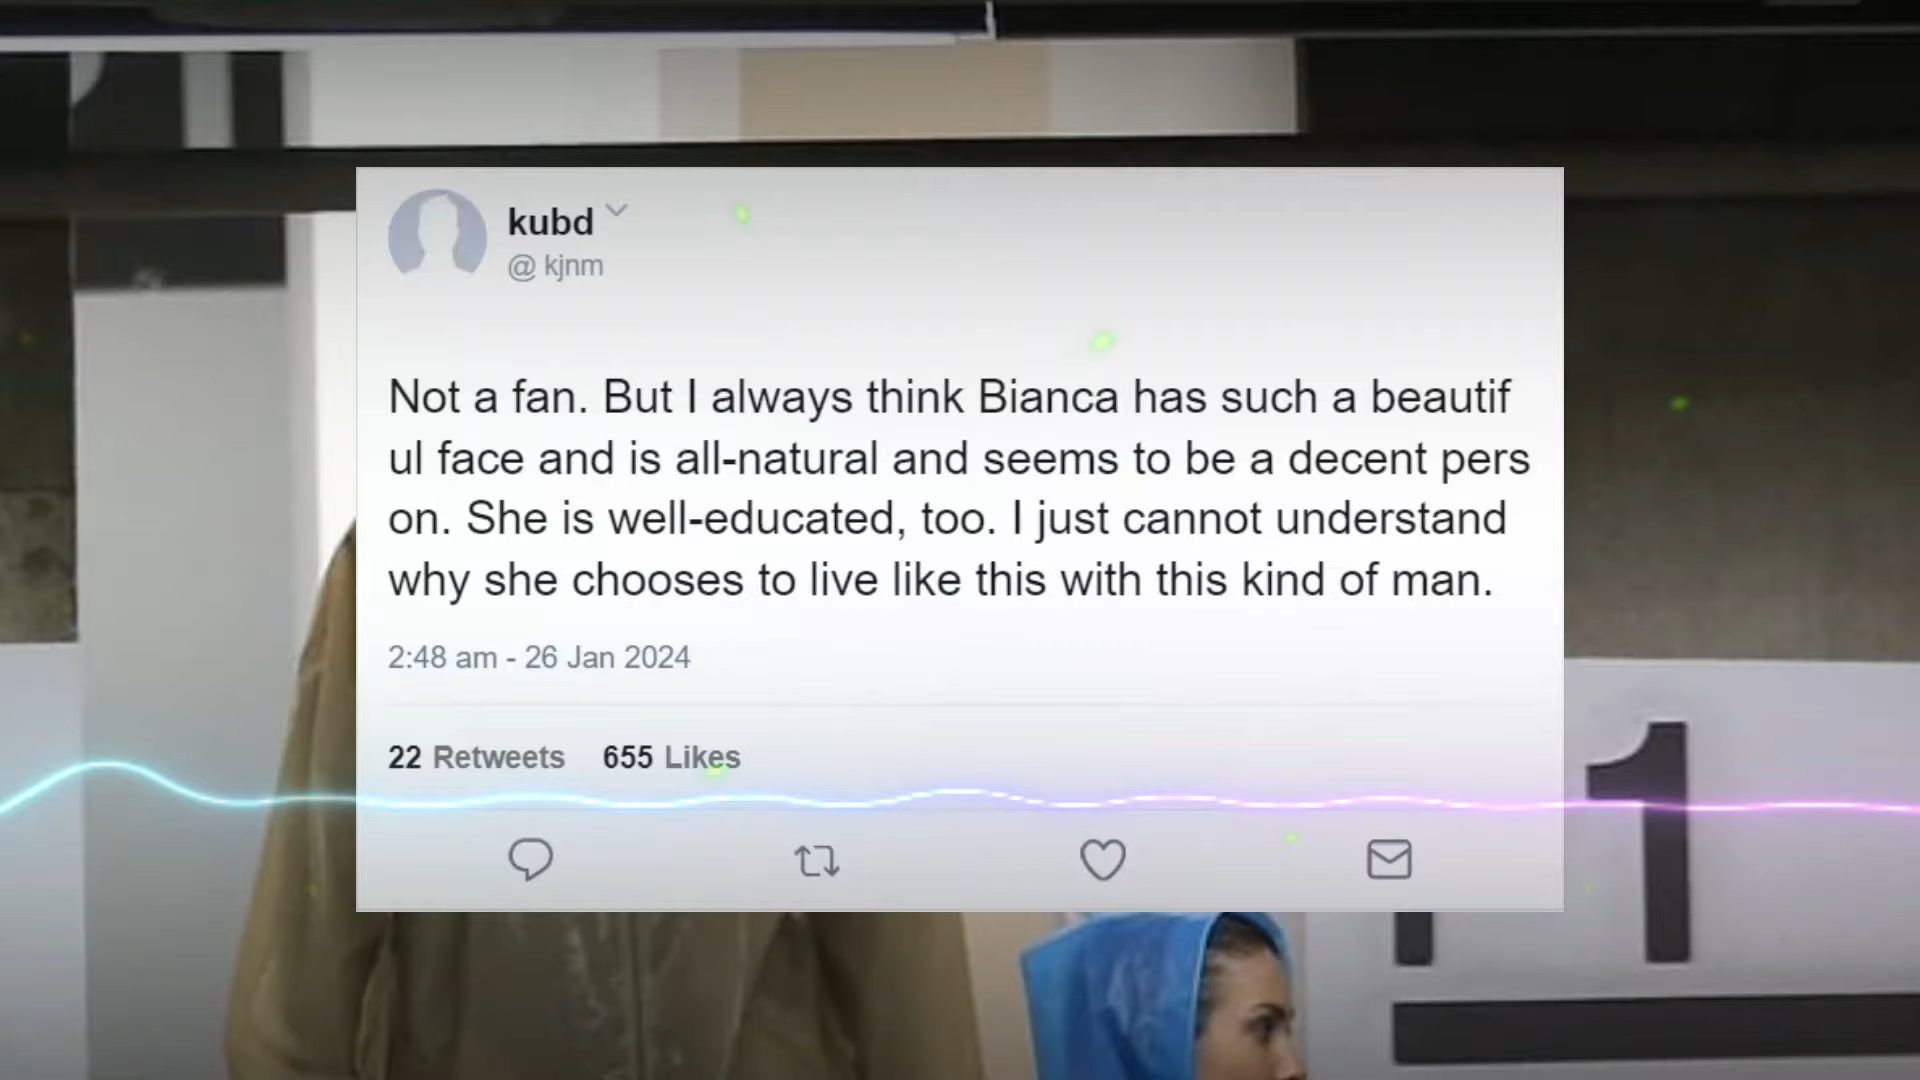 kubd
@ kjnm
Not a fan. But I always think Bianca has such a beautif
ul face and is all-natural and seems to be a decent pers
on. She is well-educated, too. I just cannot understand
why she chooses to live like this with this kind of man.
2:48 am - 26 Jan 2024
22 Retweets 655 Likes
1